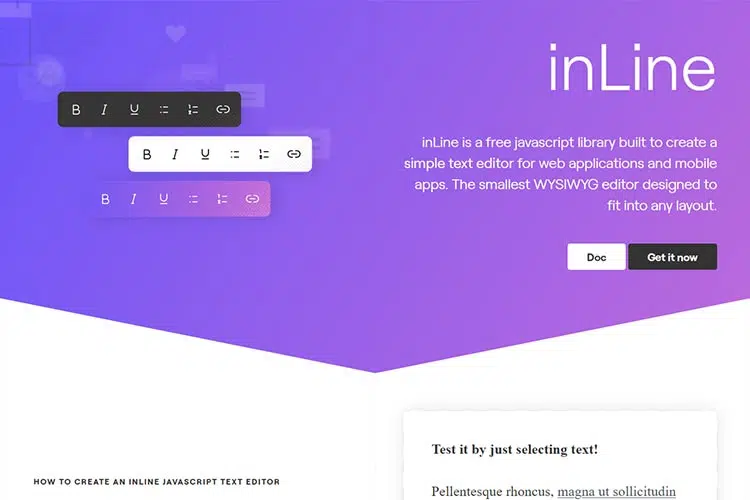 inLine
inLine is a free javascript library built to create a
simple text editor for web applications and mobile
apps. The smallest WYSIWYG editor designed to
fit into any layout.
Doc
Get it now
B I U
B I U
B I U
HOW TO CREATE AN INLINE JAVASCRIPT TEXT EDITOR
Test it by just selecting text!
Pellentesque rhoncus, magna ut sollicitudin